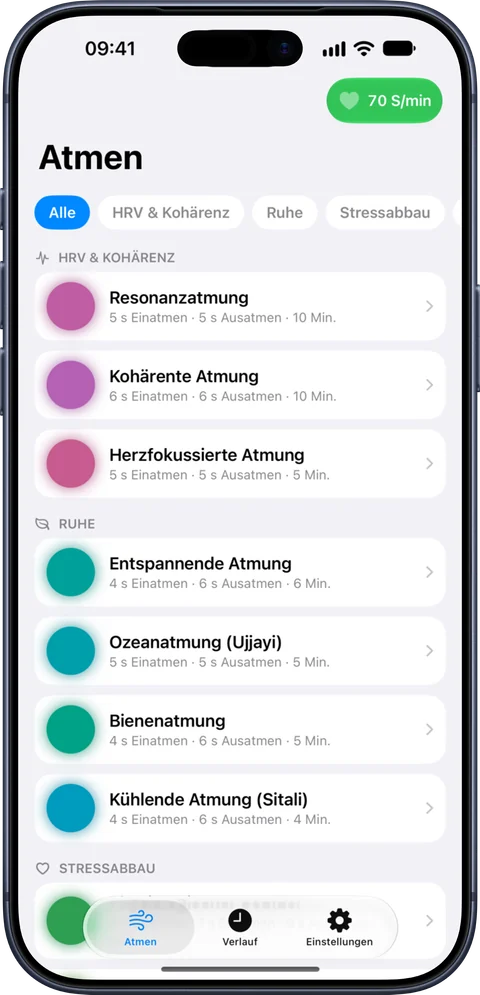 09:41
70 S/min
Atmen
Alle
HRV & Kohärenz
Ruhe
Stressabbau
HRV & KOHÄRENZ
Resonanzatmung
5 s Einatmen · 5 s Ausatmen · 10 Min.
Kohärente Atmung
6 s Einatmen · 6 s Ausatmen · 10 Min.
Herzfokussierte Atmung
5 s Einatmen · 5 s Ausatmen · 5 Min.
RUHE
Entspannende Atmung
4 s Einatmen · 6 s Ausatmen · 6 Min.
Ozeanatmung (Ujjayi)
5 s Einatmen · 5 s Ausatmen · 5 Min.
Bienenatmung
4 s Einatmen · 6 s Ausatmen · 5 Min.
Kühlende Atmung (Sitali)
4 s Einatmen · 6 s Ausatmen · 4 Min.
STRESSABBAU
Atmen
Verlauf
Einstellungen